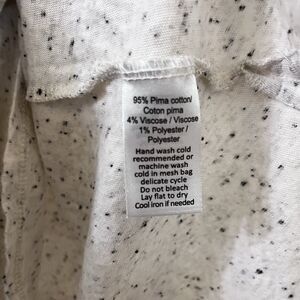 95% Pima cotton/
Coton pima
4% Viscose / Viscose
1% Polyester /
Polyester
Hand wash cold
recommended or
machine wash
cold in mesh bag
delicate cycle
Do not bleach
Lay flat to dry
Cool iron if needed